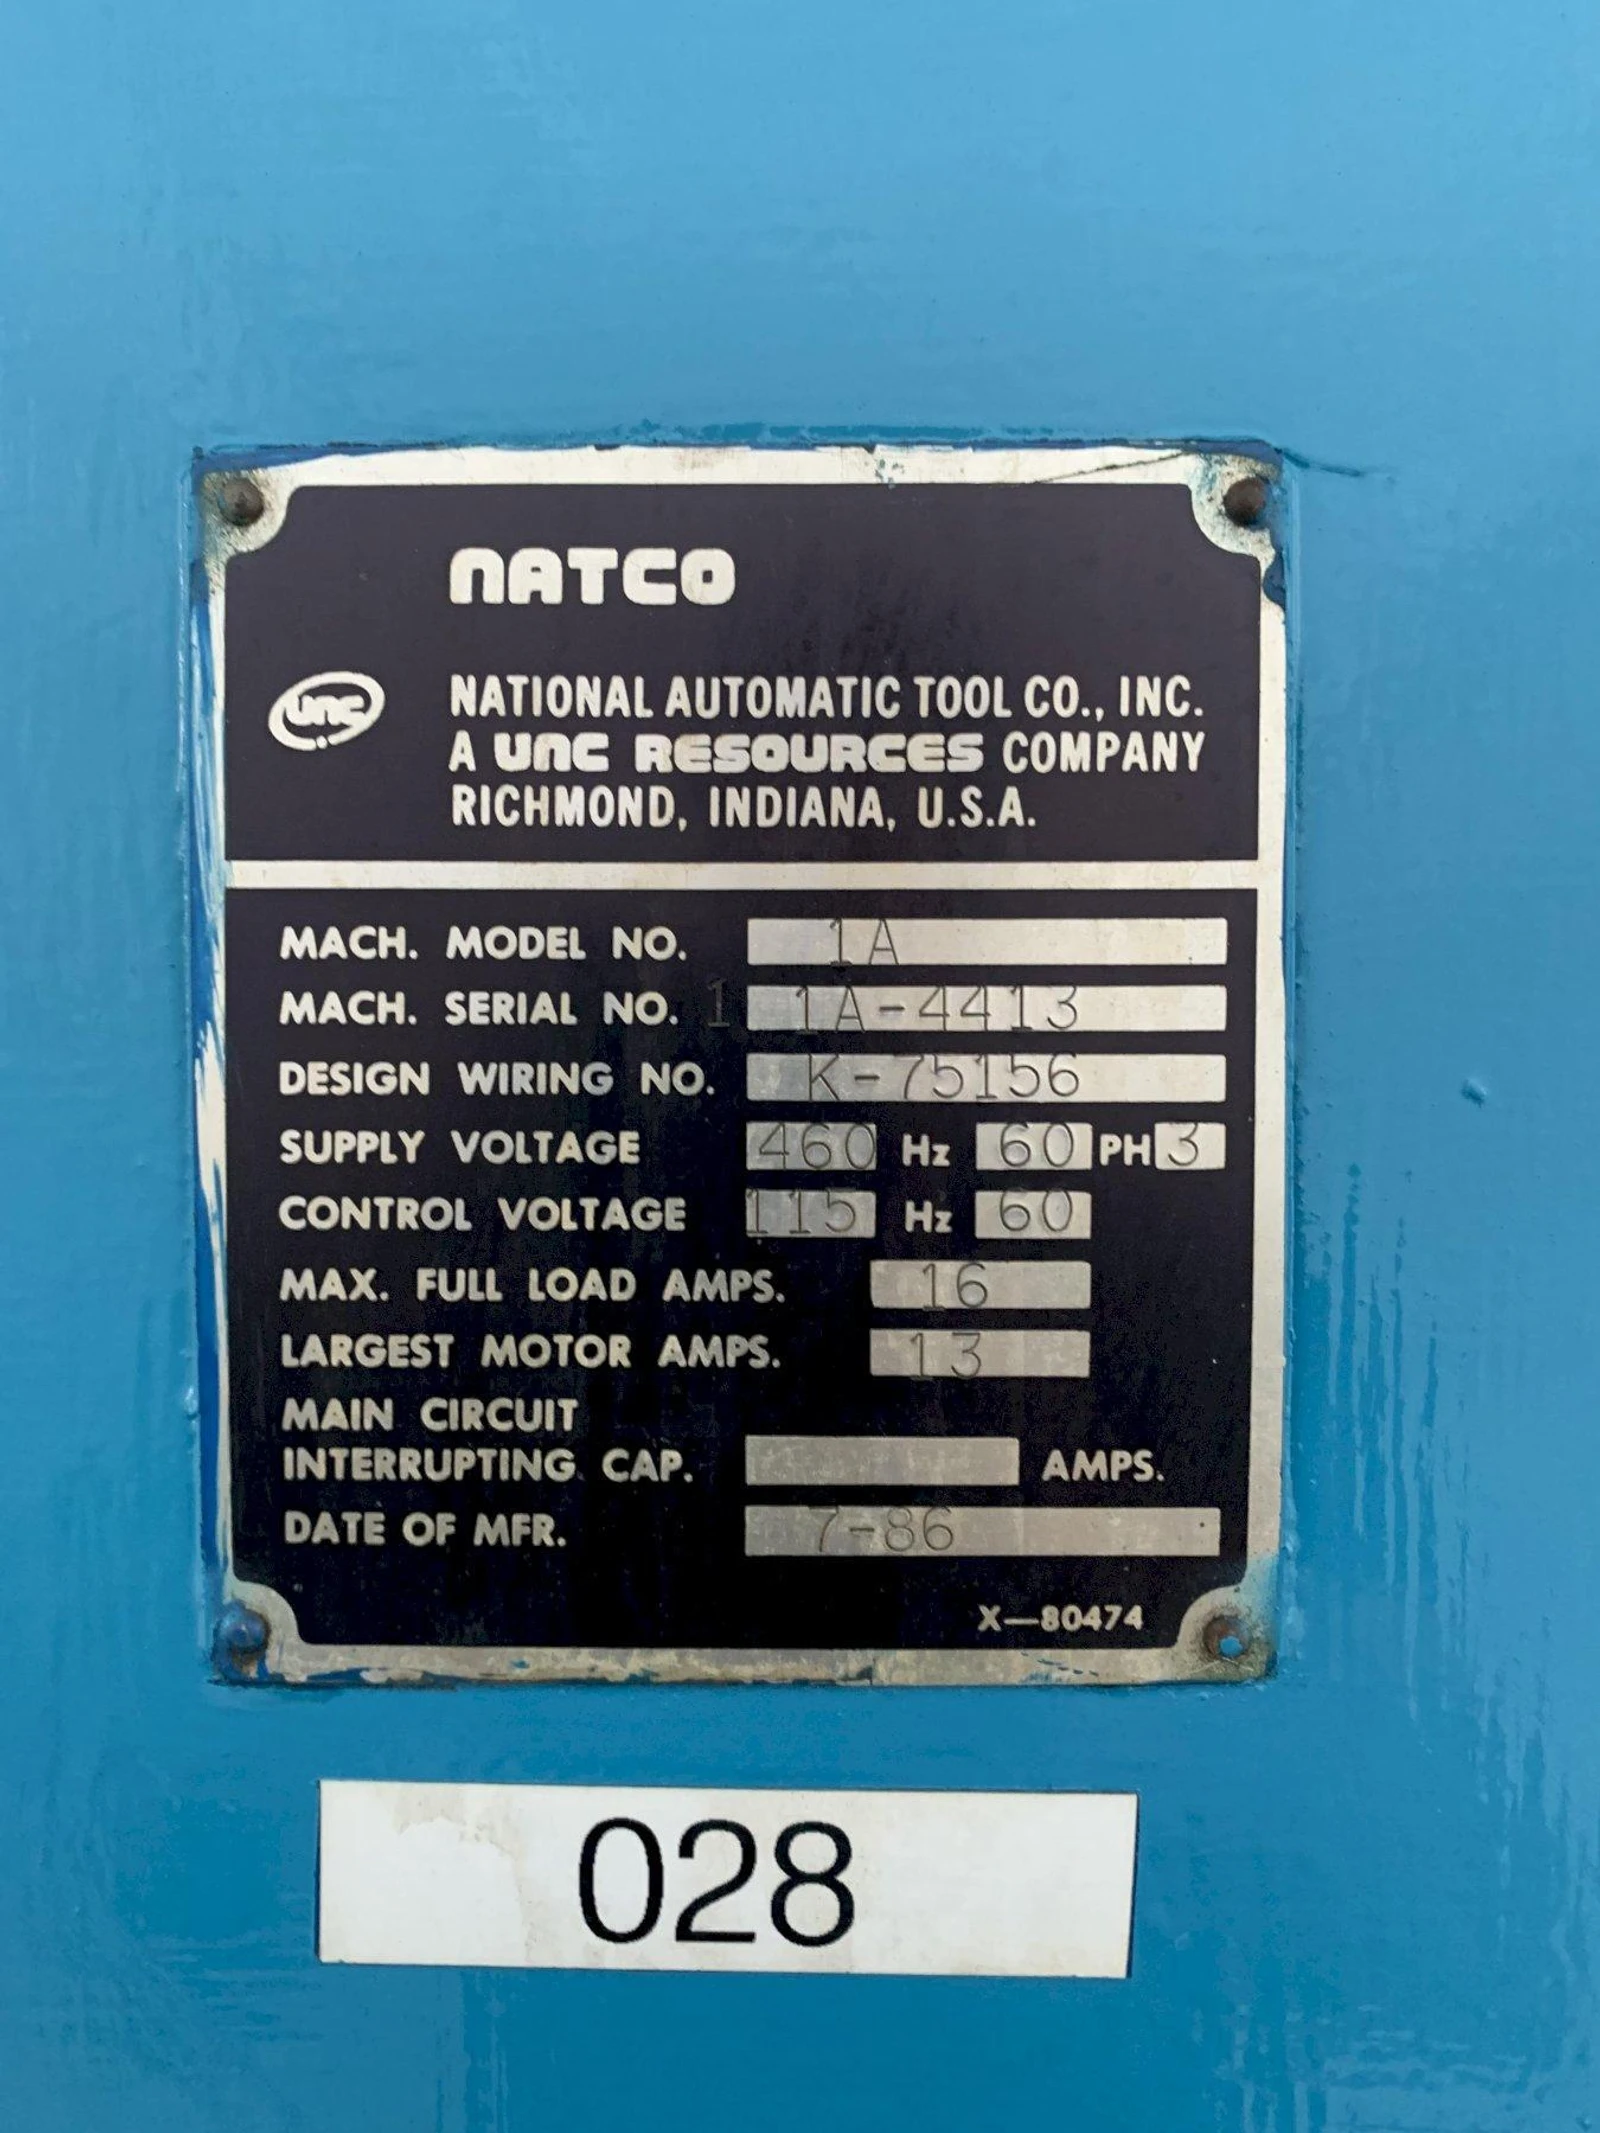 NATCO
UNC
NATIONAL AUTOMATIC TOOL CO., INC.
A UNC RESOURCES COMPANY
RICHMOND, INDIANA, U.S.A.
MACH. MODEL NO. 1A
MACH. SERIAL NO. 1 1A-4413
DESIGN WIRING NO. K-75156
SUPPLY VOLTAGE 460 Hz 60 PH 3
CONTROL VOLTAGE 115 Hz 60
MAX. FULL LOAD AMPS. 16
LARGEST MOTOR AMPS. 13
MAIN CIRCUIT
INTERRUPTING CAP. AMPS.
DATE OF MFR. 7-86
X—80474
028